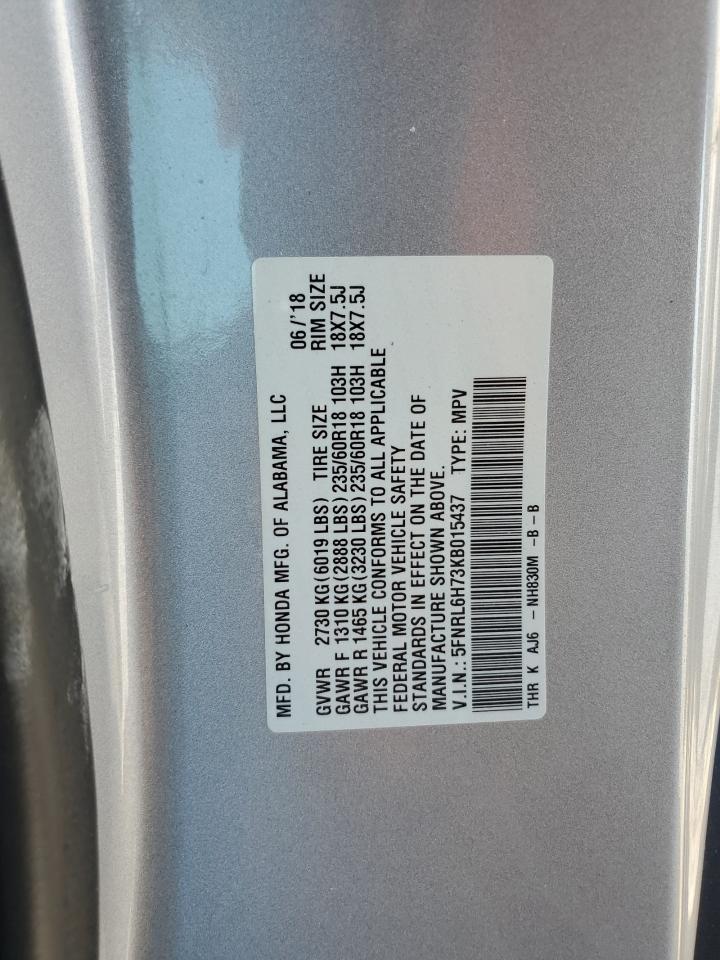 MFD. BY HONDA MFG. OF ALABAMA, LLC 06/'18
GVWR 2730 KG(6019 LBS) TIRE SIZE RIM SIZE
GAWR F 1310 KG(2888 LBS) 235/60R18 103H 18X7.5J
GAWR R 1465 KG(3230 LBS) 235/60R18 103H 18X7.5J
THIS VEHICLE CONFORMS TO ALL APPLICABLE
FEDERAL MOTOR VEHICLE SAFETY
STANDARDS IN EFFECT ON THE DATE OF
MANUFACTURE SHOWN ABOVE.
V.I.N.: 5FNRL6H73KB015437 TYPE: MPV
THR K AJ6 - NH830M -B-B